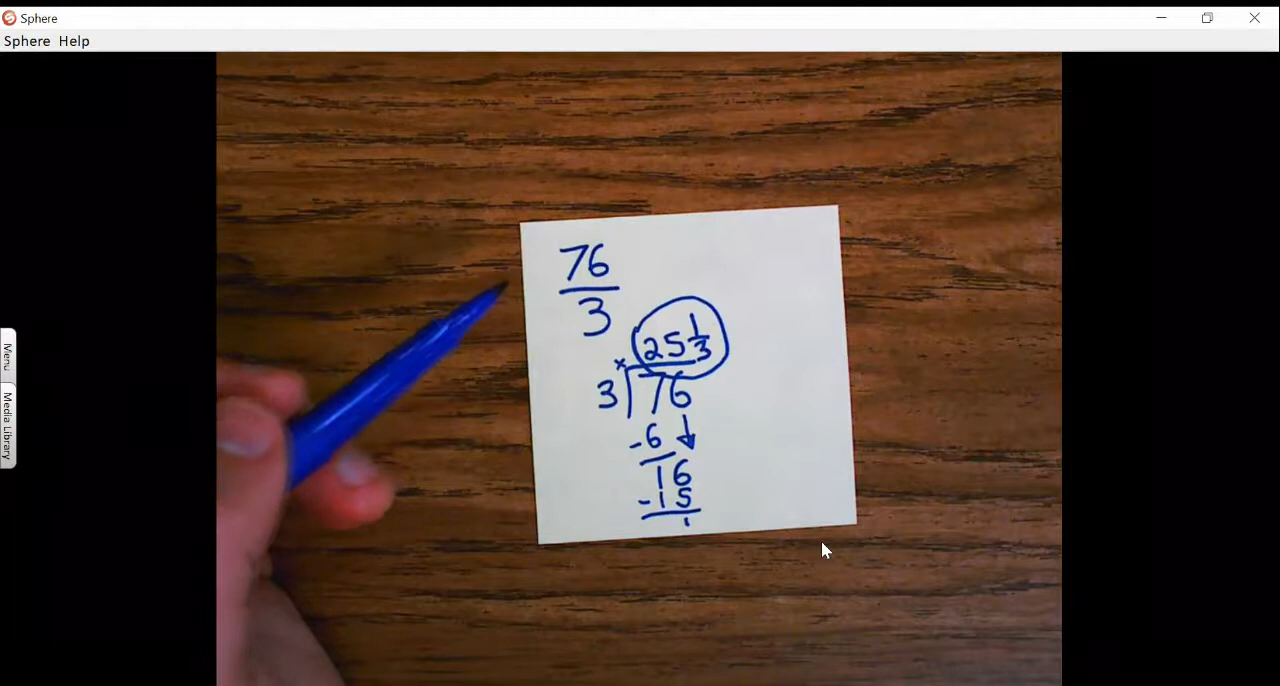 Sphere
Sphere Help
Menu
Media Library
76
3
25 1/3
x
3 76
-6
16
-15
1